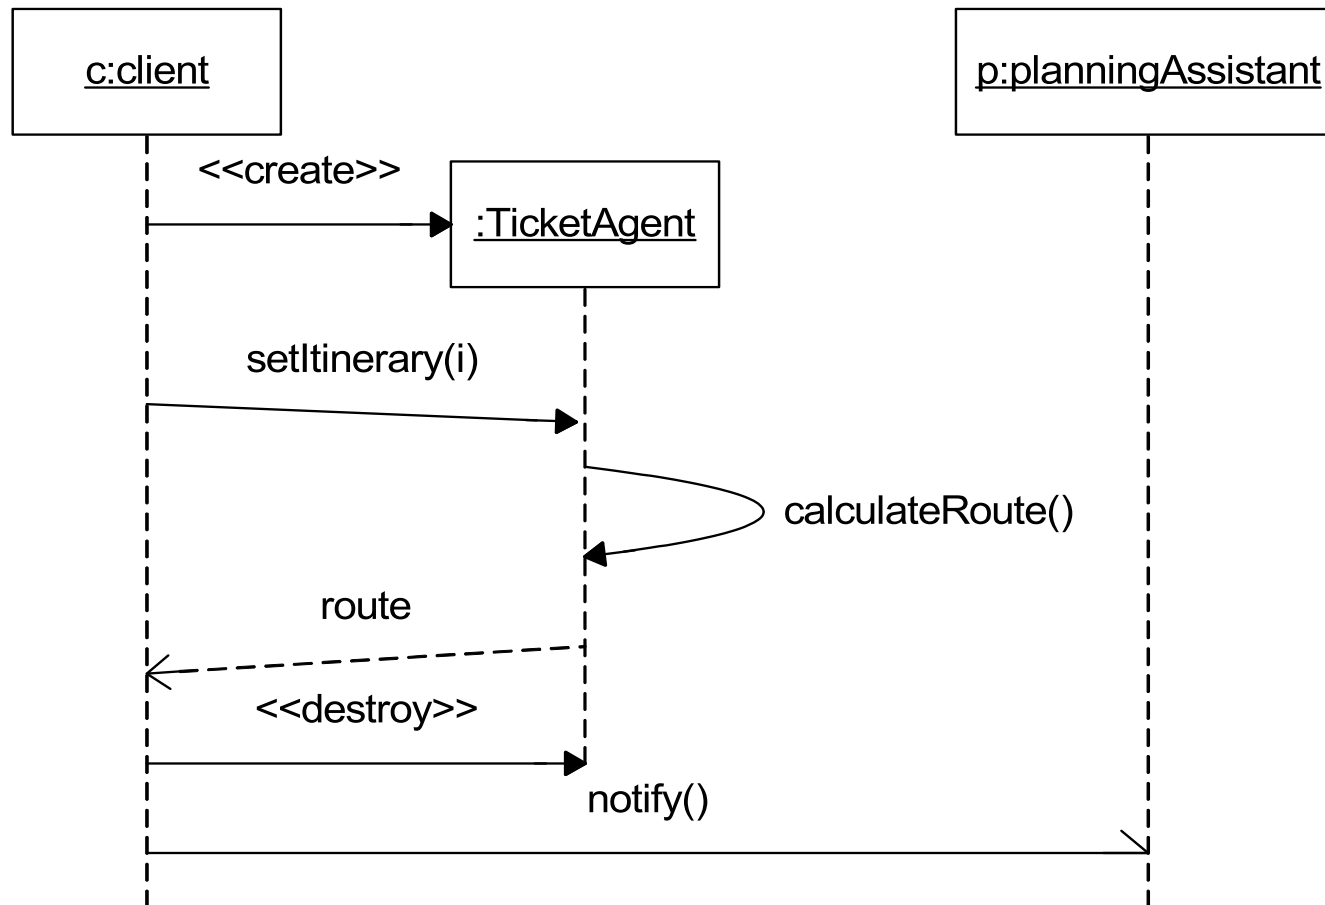 c:client
p:planningAssistant
<<create>>
:TicketAgent
setItinerary(i)
calculateRoute()
route
<<destroy>>
notify()